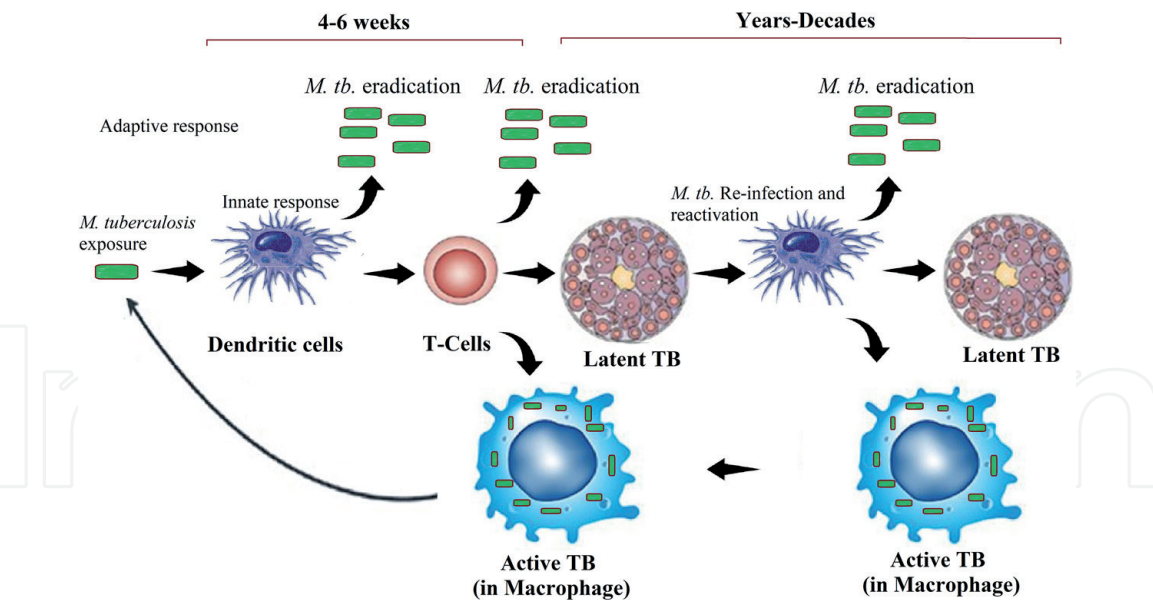 4-6 weeks
Years-Decades
M. tb. eradication
M. tb. eradication
M. tb. eradication
Adaptive response
Innate response
M. tb. Re-infection and
reactivation
M. tuberculosis
exposure
Dendritic cells
T-Cells
Latent TB
Latent TB
Active TB
(in Macrophage)
Active TB
(in Macrophage)